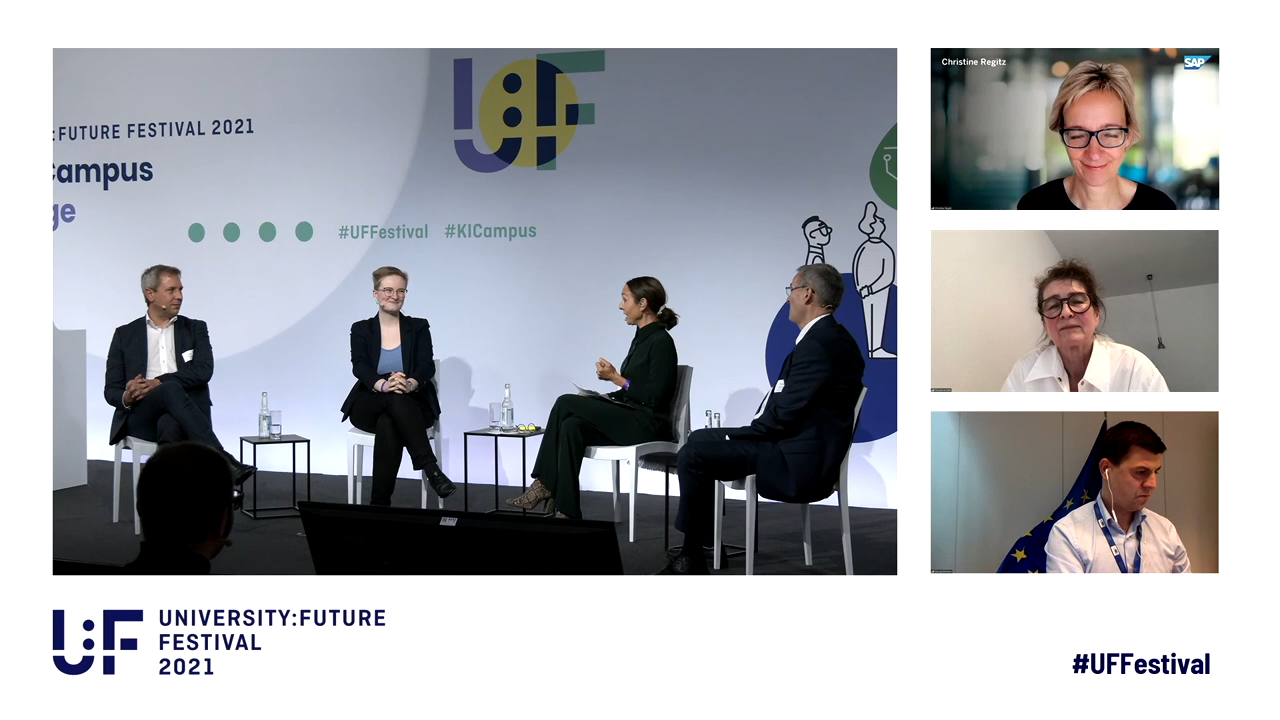 :FUTURE FESTIVAL 2021
Campus
ge
#UFFestival #KICampus
U:F
Christine Regitz
SAP
U:F UNIVERSITY:FUTURE
FESTIVAL
2021
#UFFestival